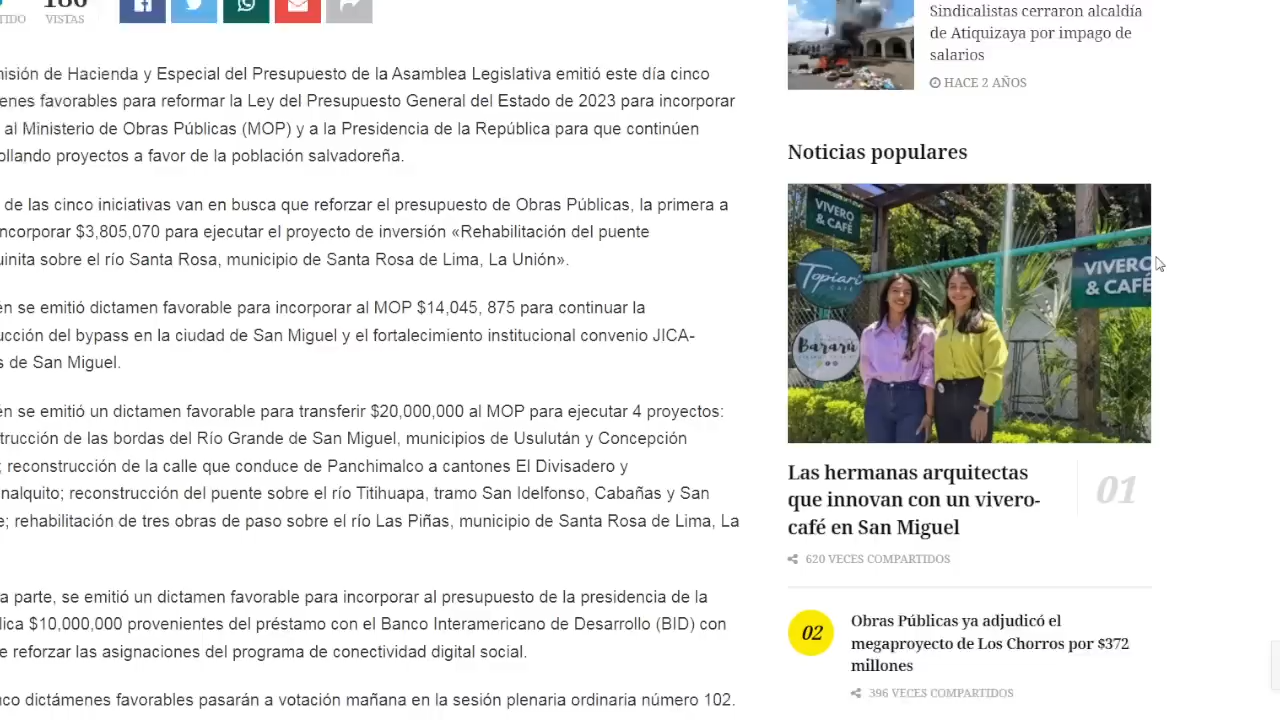 186
TIDO
VISTAS
misión de Hacienda y Especial del Presupuesto de la Asamblea Legislativa emitió este día cinco
enes favorables para reformar la Ley del Presupuesto General del Estado de 2023 para incorporar
al Ministerio de Obras Públicas (MOP) y a la Presidencia de la República para que continúen
ollando proyectos a favor de la población salvadoreña.
de las cinco iniciativas van en busca que reforzar el presupuesto de Obras Públicas, la primera a
ncorporar $3,805,070 para ejecutar el proyecto de inversión «Rehabilitación del puente
uinita sobre el río Santa Rosa, municipio de Santa Rosa de Lima, La Unión».
én se emitió dictamen favorable para incorporar al MOP $14,045, 875 para continuar la
ucción del bypass en la ciudad de San Miguel y el fortalecimiento institucional convenio JICA-
s de San Miguel.
én se emitió un dictamen favorable para transferir $20,000,000 al MOP para ejecutar 4 proyectos:
trucción de las bordas del Río Grande de San Miguel, municipios de Usulután y Concepción
; reconstrucción de la calle que conduce de Panchimalco a cantones El Divisadero y
nalquito; reconstrucción del puente sobre el río Titihuapa, tramo San Idelfonso, Cabañas y San
e; rehabilitación de tres obras de paso sobre el río Las Piñas, municipio de Santa Rosa de Lima, La
a parte, se emitió un dictamen favorable para incorporar al presupuesto de la presidencia de la
lica $10,000,000 provenientes del préstamo con el Banco Interamericano de Desarrollo (BID) con
e reforzar las asignaciones del programa de conectividad digital social.
nco dictámenes favorables pasarán a votación mañana en la sesión plenaria ordinaria número 102.
Sindicalistas cerraron alcaldía
de Atiquizaya por impago de
salarios
HACE 2 AÑOS
Noticias populares
VIVERO
& CAFÉ
Topiari
CAFÉ
Bararú
VIVERO
& CAFÉ
Las hermanas arquitectas
que innovan con un vivero-
café en San Miguel
01
620 VECES COMPARTIDOS
02
Obras Públicas ya adjudicó el
megaproyecto de Los Chorros por $372
millones
396 VECES COMPARTIDOS